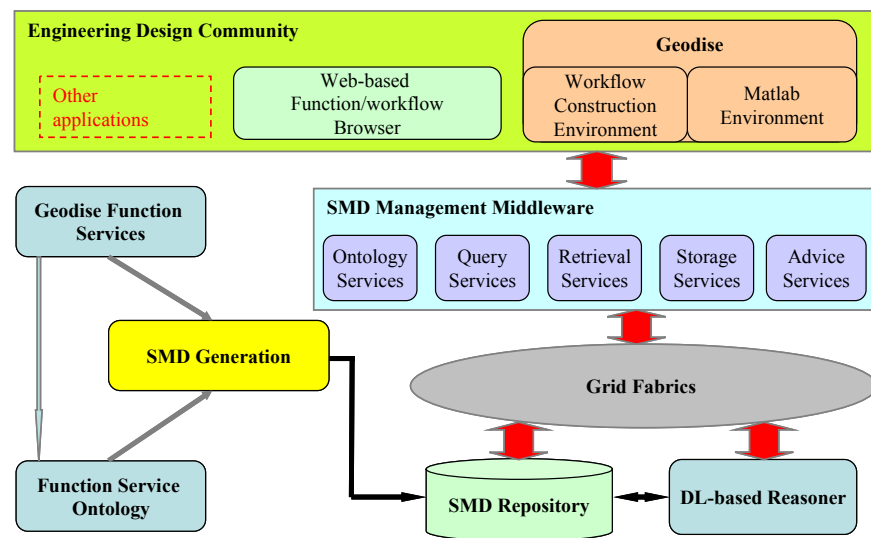 Engineering Design Community
Other
applications
Web-based
Function/workflow
Browser
Geodise
Workflow
Construction
Environment
Matlab
Environment
Geodise Function
Services
SMD Management Middleware
Ontology
Services
Query
Services
Retrieval
Services
Storage
Services
Advice
Services
SMD Generation
Grid Fabrics
Function Service
Ontology
SMD Repository
DL-based Reasoner